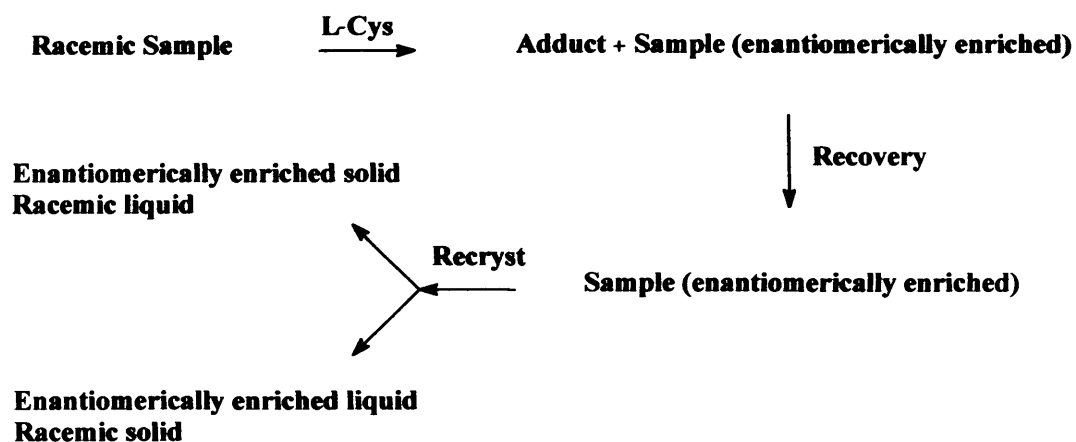 Racemic Sample
L-Cys
Adduct + Sample (enantiomerically enriched)
Recovery
Sample (enantiomerically enriched)
Recryst
Enantiomerically enriched solid
Racemic liquid
Enantiomerically enriched liquid
Racemic solid